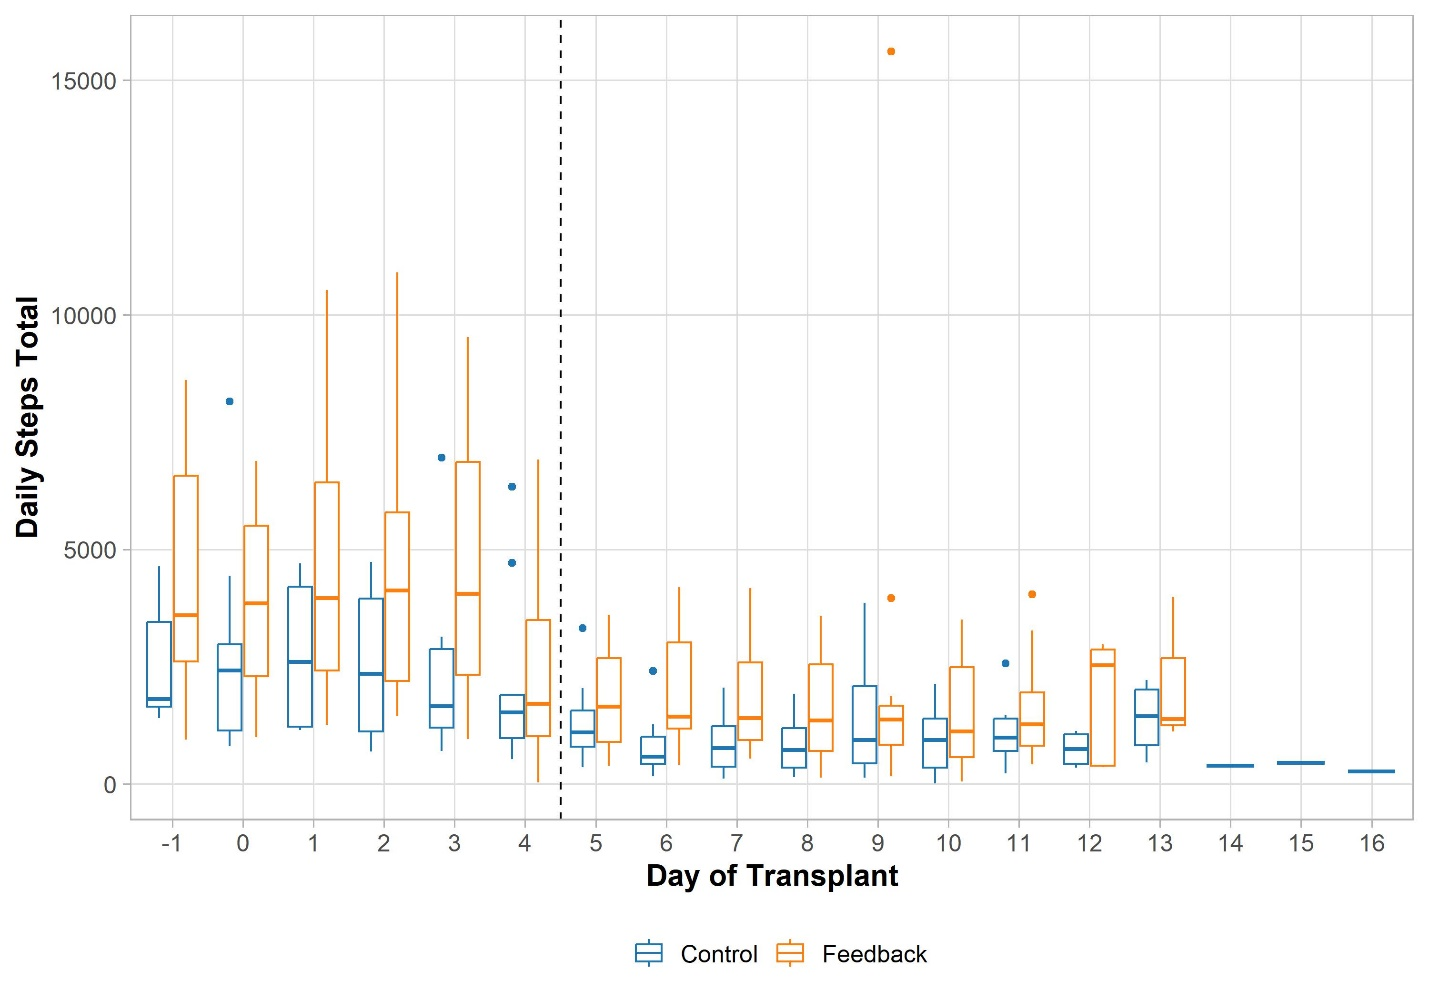 15000
10000
5000
0
Daily Steps Total
-1 0 1 2 3 4 5 6 7 8 9 10 11 12 13 14 15 16
Day of Transplant
Control Feedback